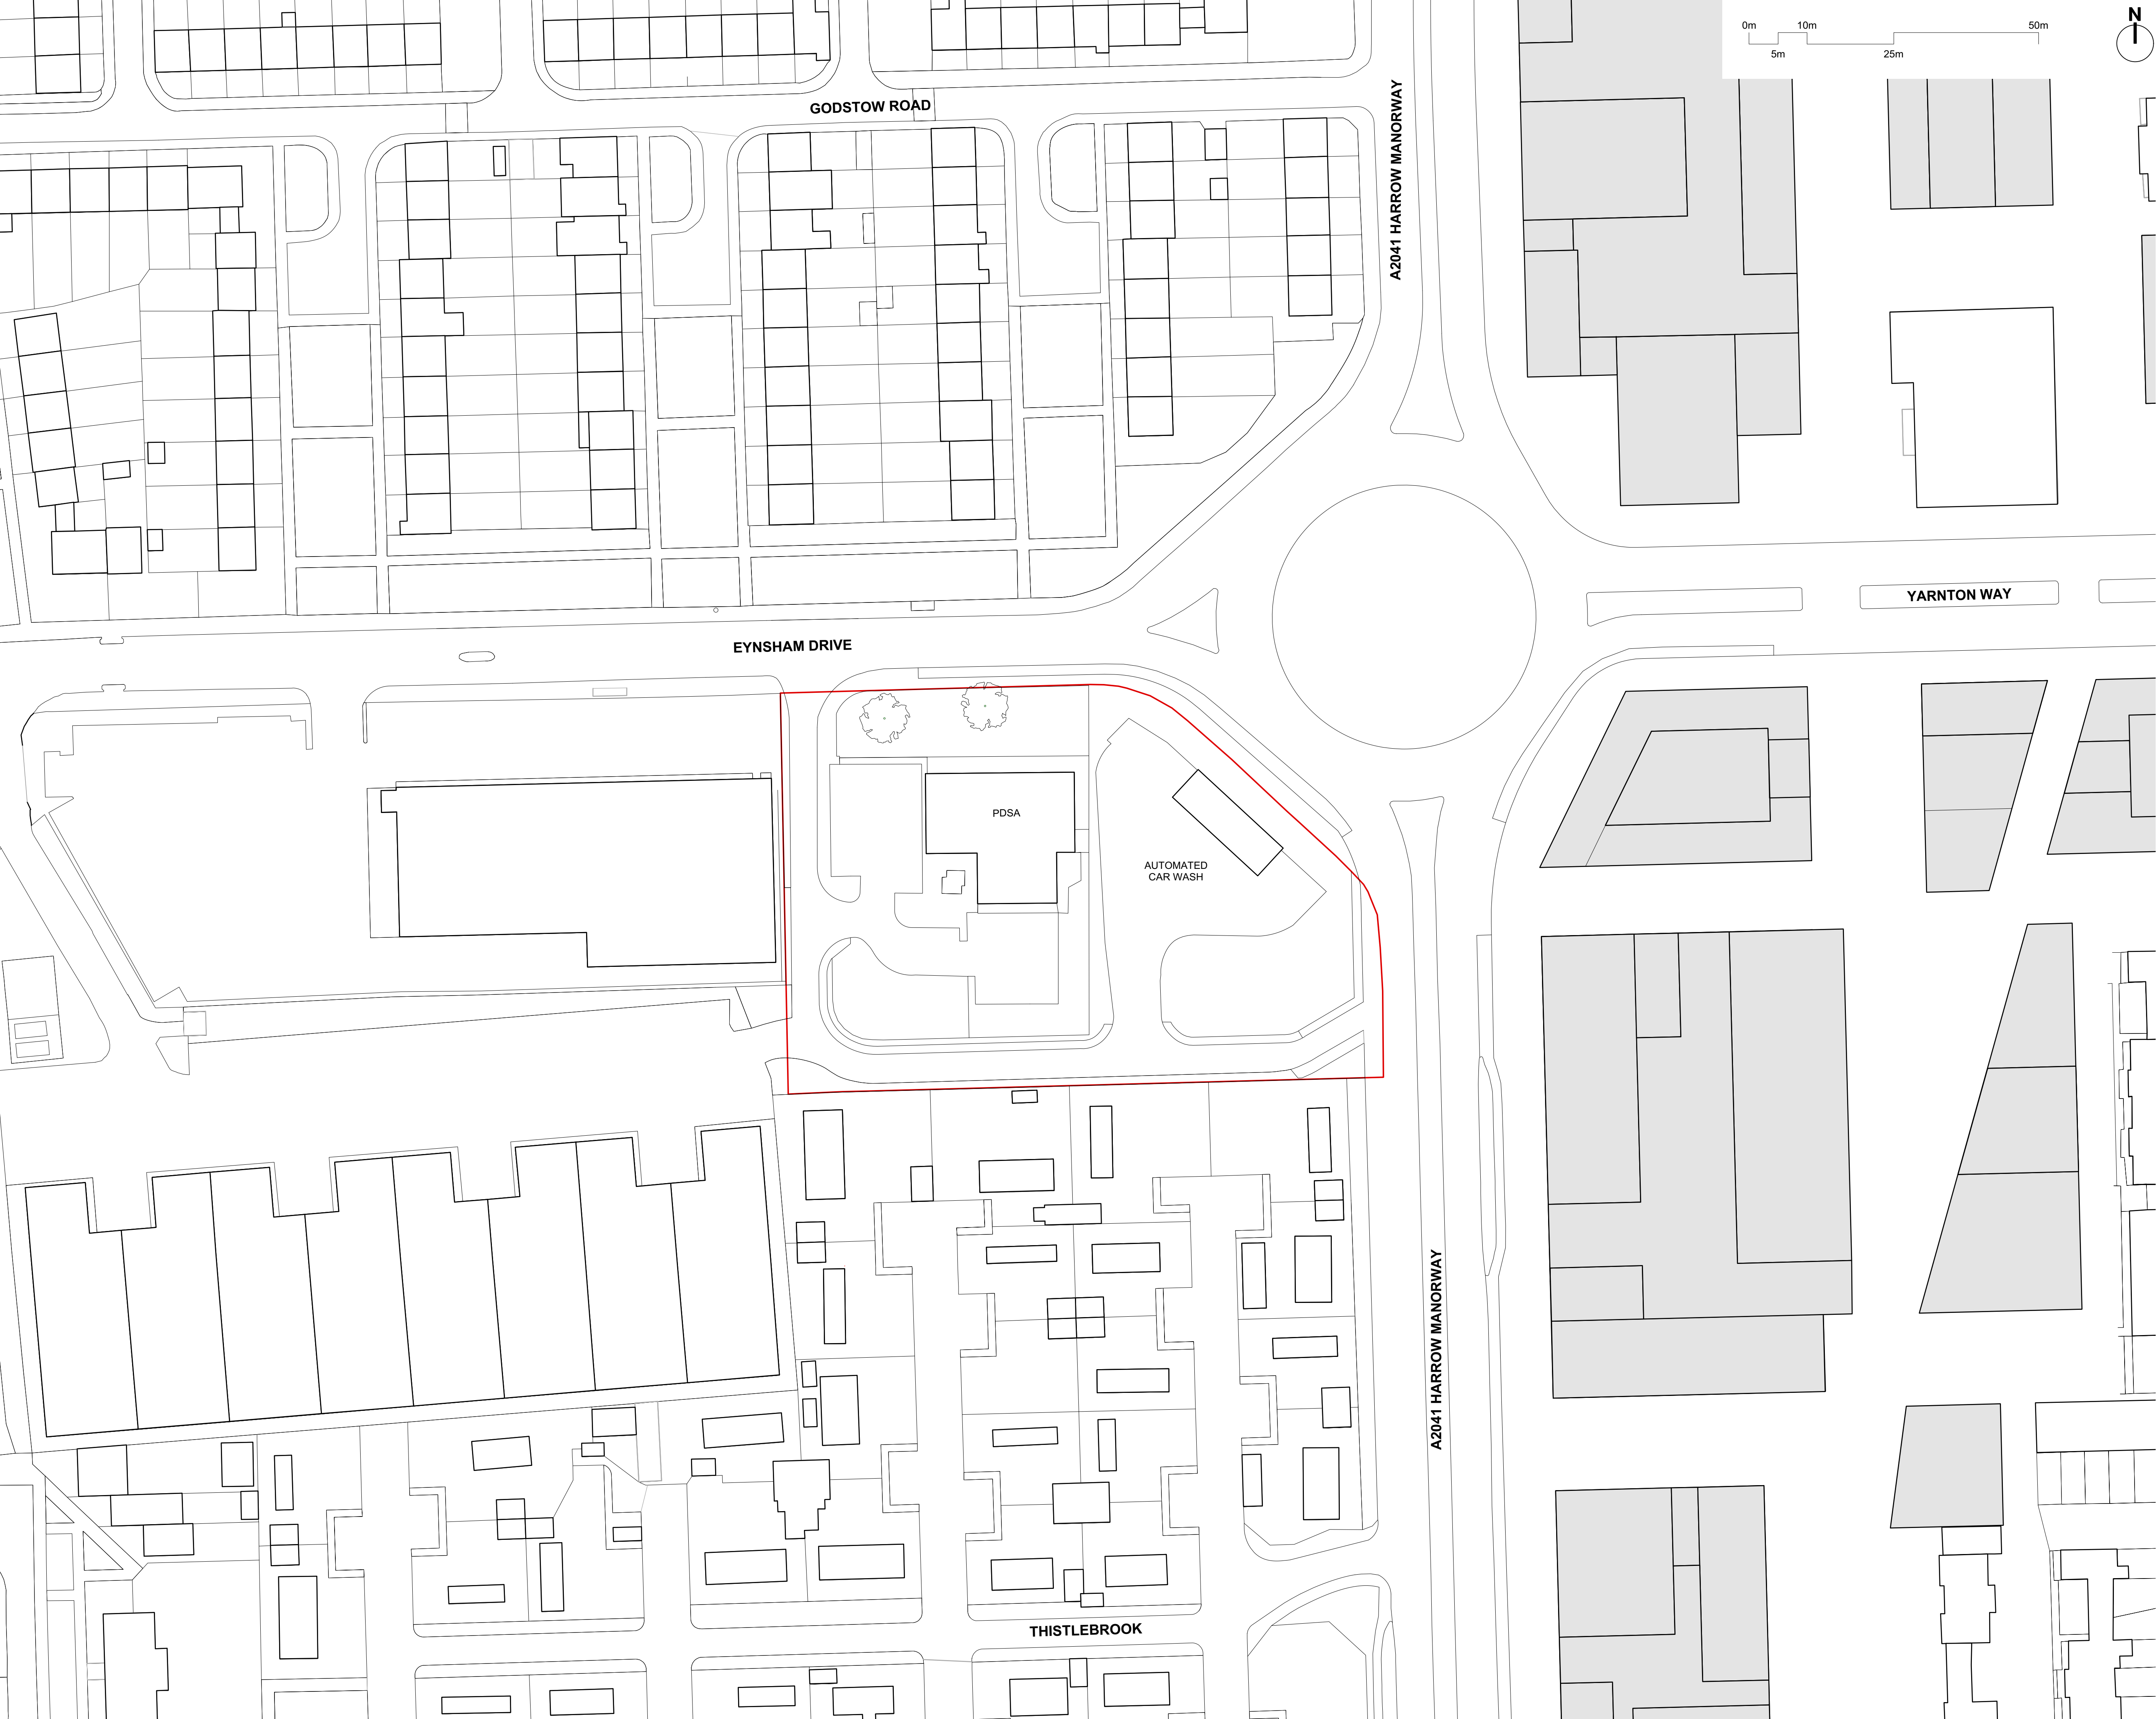 N
0m 10m 50m
5m 25m
GODSTOW ROAD
A2041 HARROW MANORWAY
YARNTON WAY
EYNSHAM DRIVE
PDSA
AUTOMATED
CAR WASH
A2041 HARROW MANORWAY
THISTLEBROOK